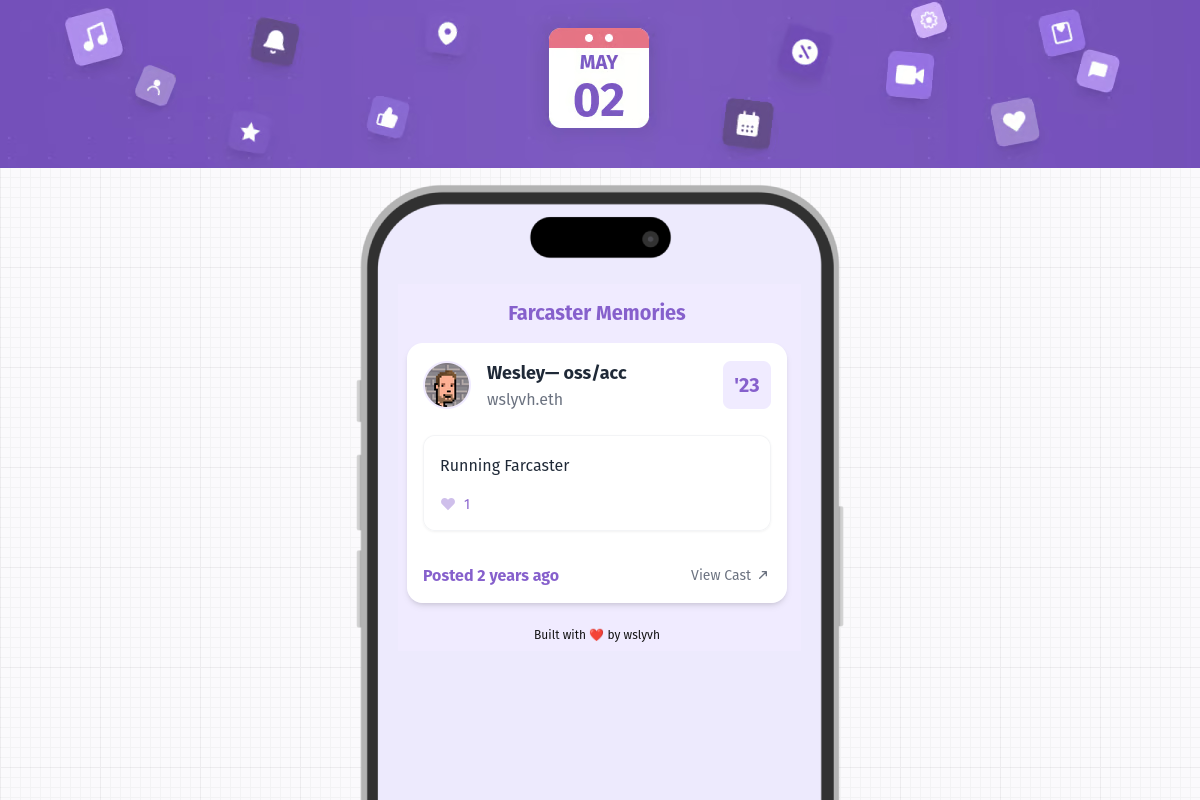 MAY
02
Farcaster Memories
Wesley— oss/acc
wslyvh.eth
'23
Running Farcaster
1
Posted 2 years ago
View Cast ↗
Built with ❤️ by wslyvh